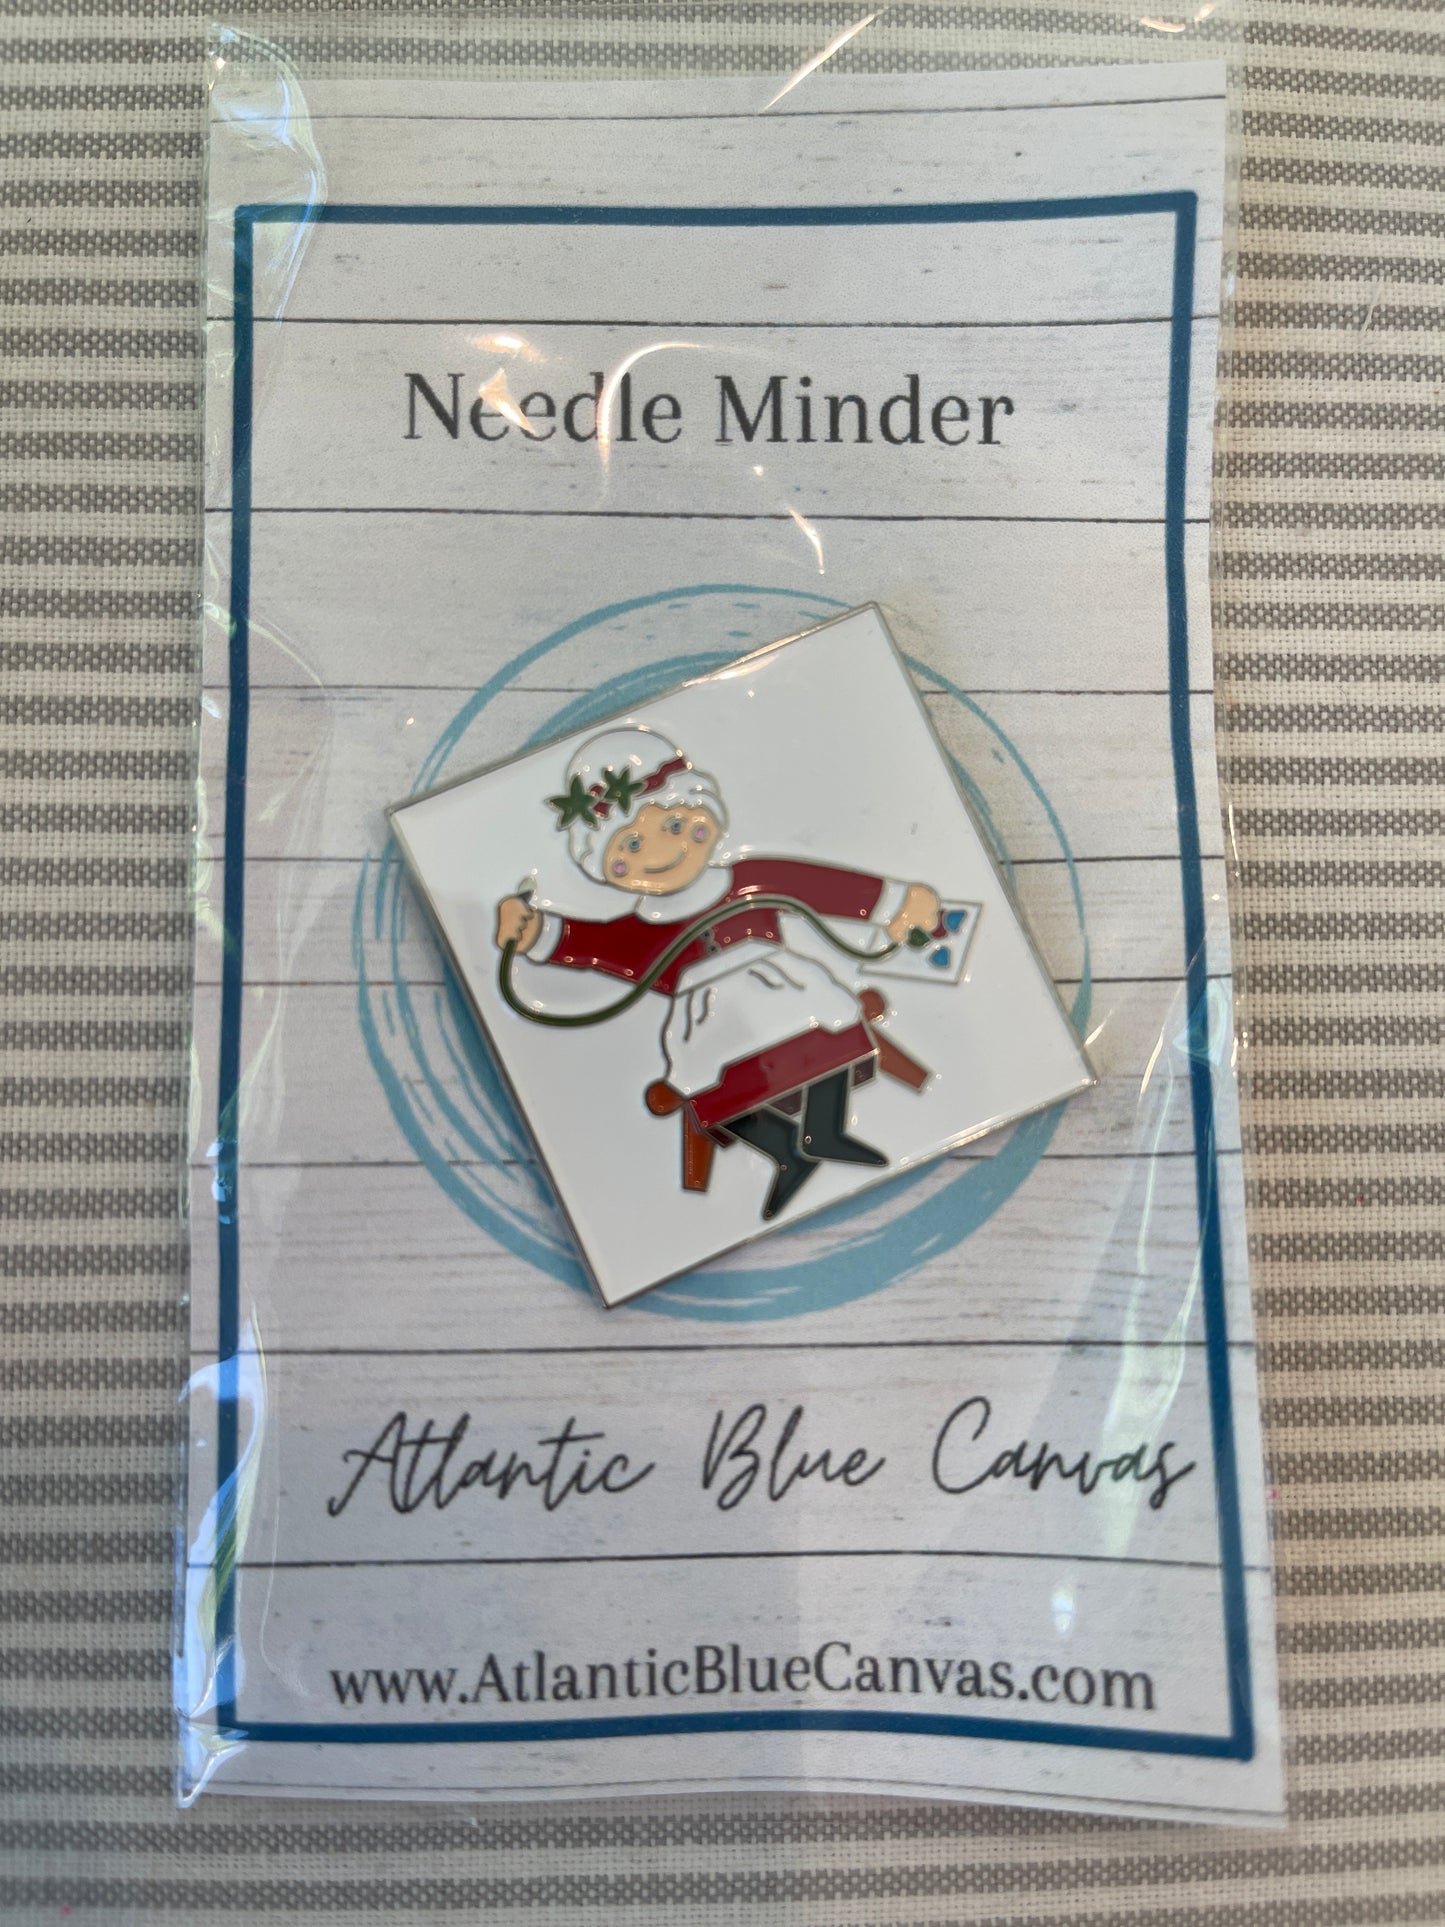 Needle Minder
Atlantic Blue Canvas
www.AtlanticBlueCanvas.com